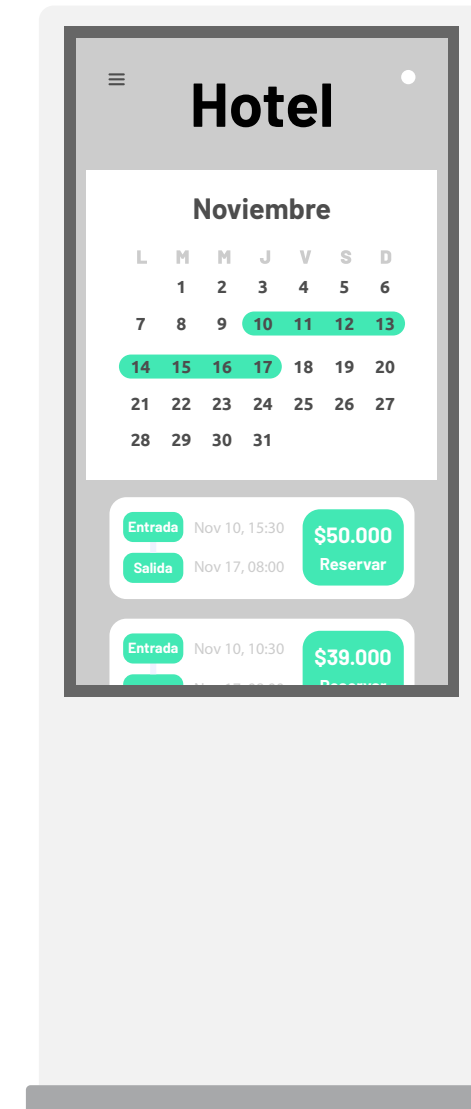 Hotel
Noviembre
L M M J V S D
1 2 3 4 5 6
7 8 9 10 11 12 13
14 15 16 17 18 19 20
21 22 23 24 25 26 27
28 29 30 31
Entrada Nov 10, 15:30
$50.000
Salida Nov 17, 08:00
Reservar
Entrada Nov 10, 10:30
$39.000
Reservar